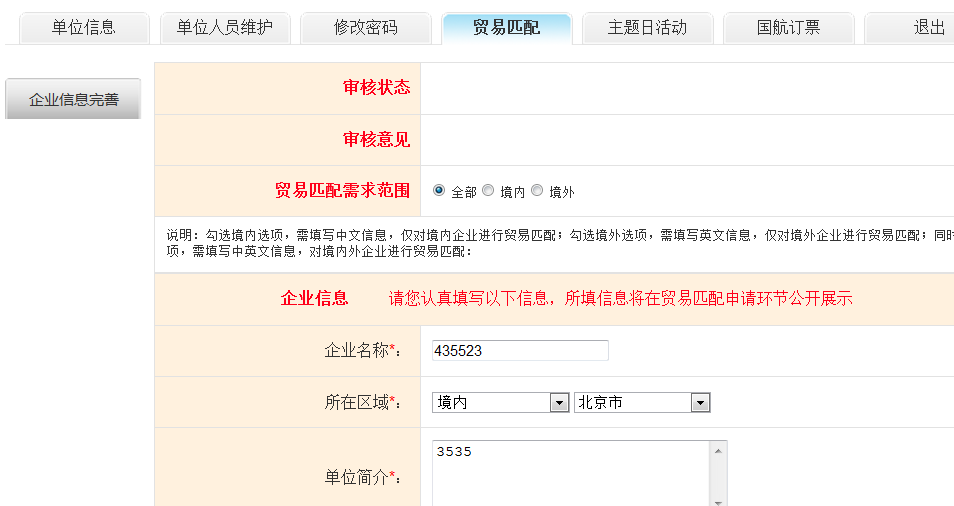 单位信息 单位人员维护 修改密码 贸易匹配 主题日活动 国航订票 退出
企业信息完善
审核状态
审核意见
贸易匹配需求范围 全部 境内 境外
说明：勾选境内选项，需填写中文信息，仅对境内企业进行贸易匹配；勾选境外选项，需填写英文信息，仅对境外企业进行贸易匹配；同时
项，需填写中英文信息，对境内外企业进行贸易匹配：
企业信息 请您认真填写以下信息，所填信息将在贸易匹配申请环节公开展示
企业名称*： 435523
所在区域*： 境内 北京市
单位简介*： 3535